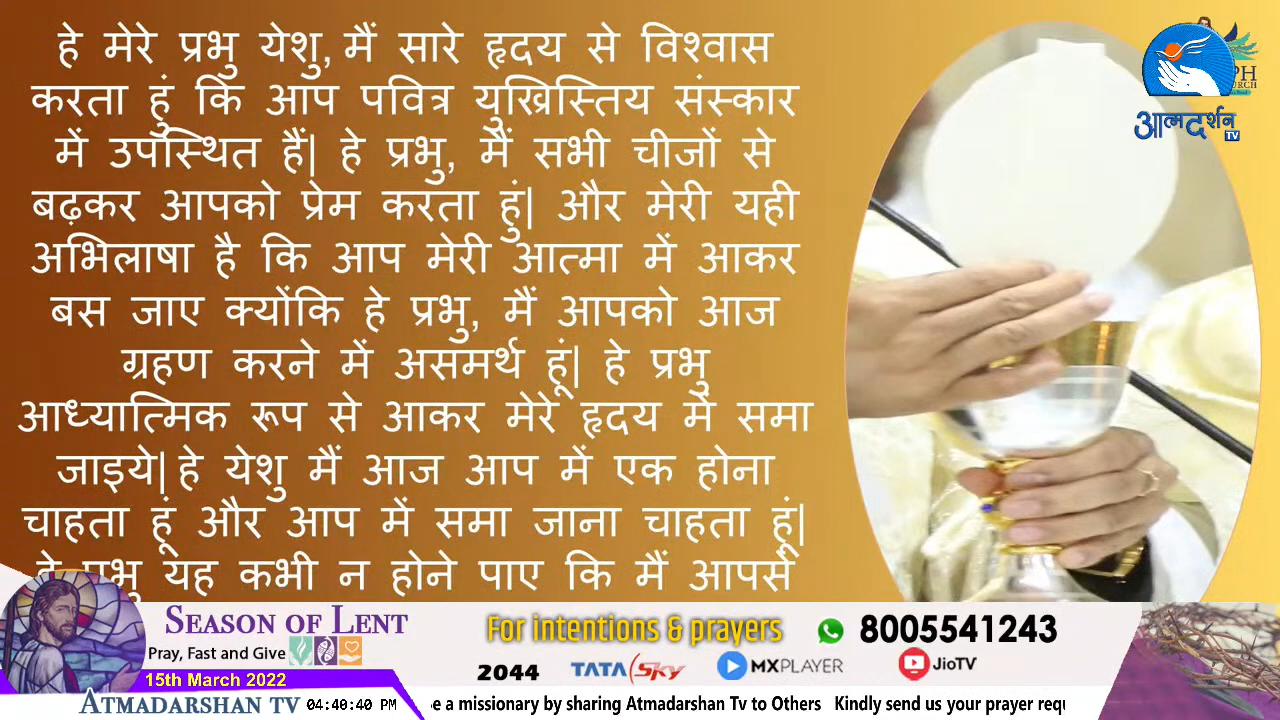 हे मेरे प्रभु येशु, मैं सारे हृदय से विश्वास
करता हुं कि आप पवित्र युख्रिस्तिय संस्कार
में उपस्थित हैं| हे प्रभु, मैं सभी चीजों से
बढ़कर आपको प्रेम करता हुं| और मेरी यही
अभिलाषा है कि आप मेरी आत्मा में आकर
बस जाए क्योंकि हे प्रभु, मैं आपको आज
ग्रहण करने में असमर्थ हूं| हे प्रभु
आध्यात्मिक रूप से आकर मेरे हृदय में समा
जाइये| हे येशु मैं आज आप में एक होना
चाहता हूं और आप में समा जाना चाहता हूं|
हे प्रभु यह कभी न होने पाए कि मैं आपसे
आत्मदर्शन
TV
SEASON OF LENT
Pray, Fast and Give
15th March 2022
ATMADARSHAN TV 04:40:40 PM
For intentions & prayers 8005541243
2044 TATA Sky MXPLAYER JioTV
a missionary by sharing Atmadarshan Tv to Others Kindly send us your prayer